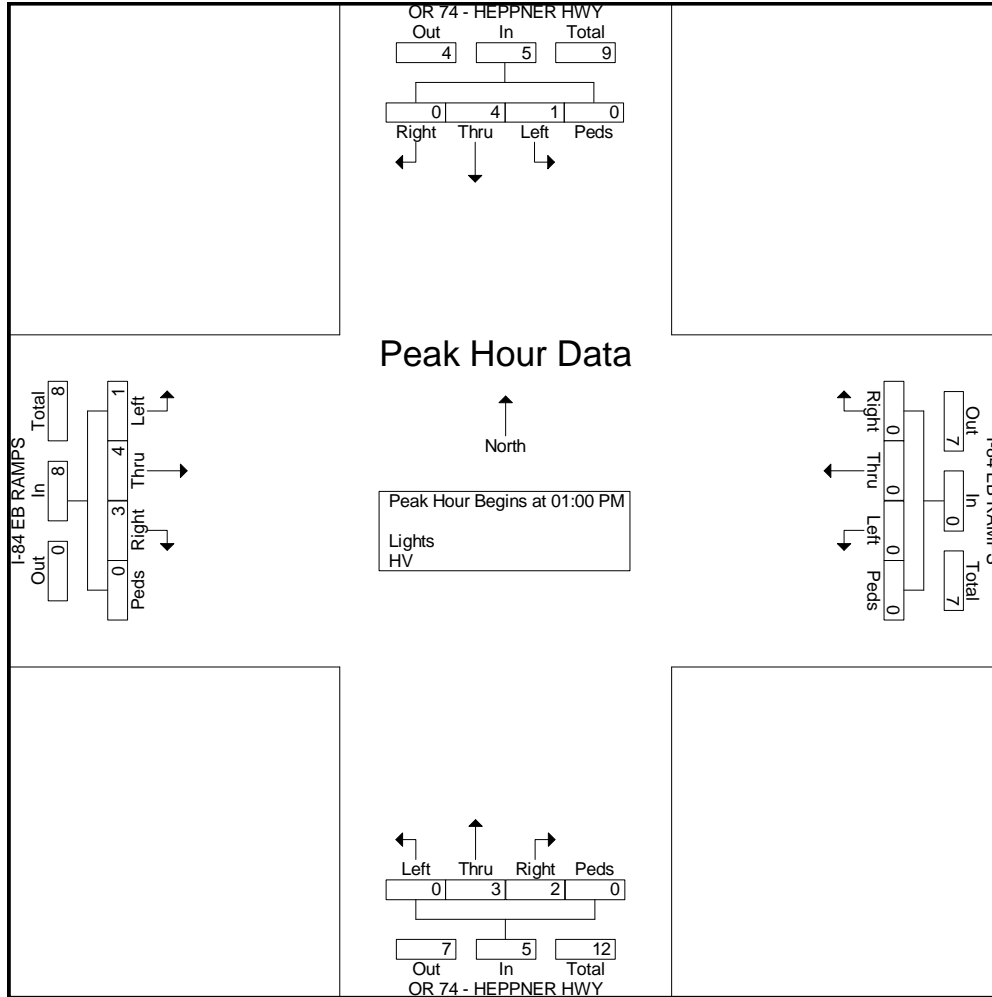 OR 74 - HEPPNER HWY
Out In Total
4 5 9
0 4 1 0
Right Thru Left Peds
Peak Hour Data
North
Peak Hour Begins at 01:00 PM
Lights
HV
I-84 EB RAMPS
Out In Total
0 8 8
1 4 3 0
Left Thru Right Peds
Right Thru Left Peds
0 0 0 0
Out In Total
7 0 7
I-84 EB RAMPS
Left Thru Right Peds
0 3 2 0
7 5 12
Out In Total
OR 74 - HEPPNER HWY